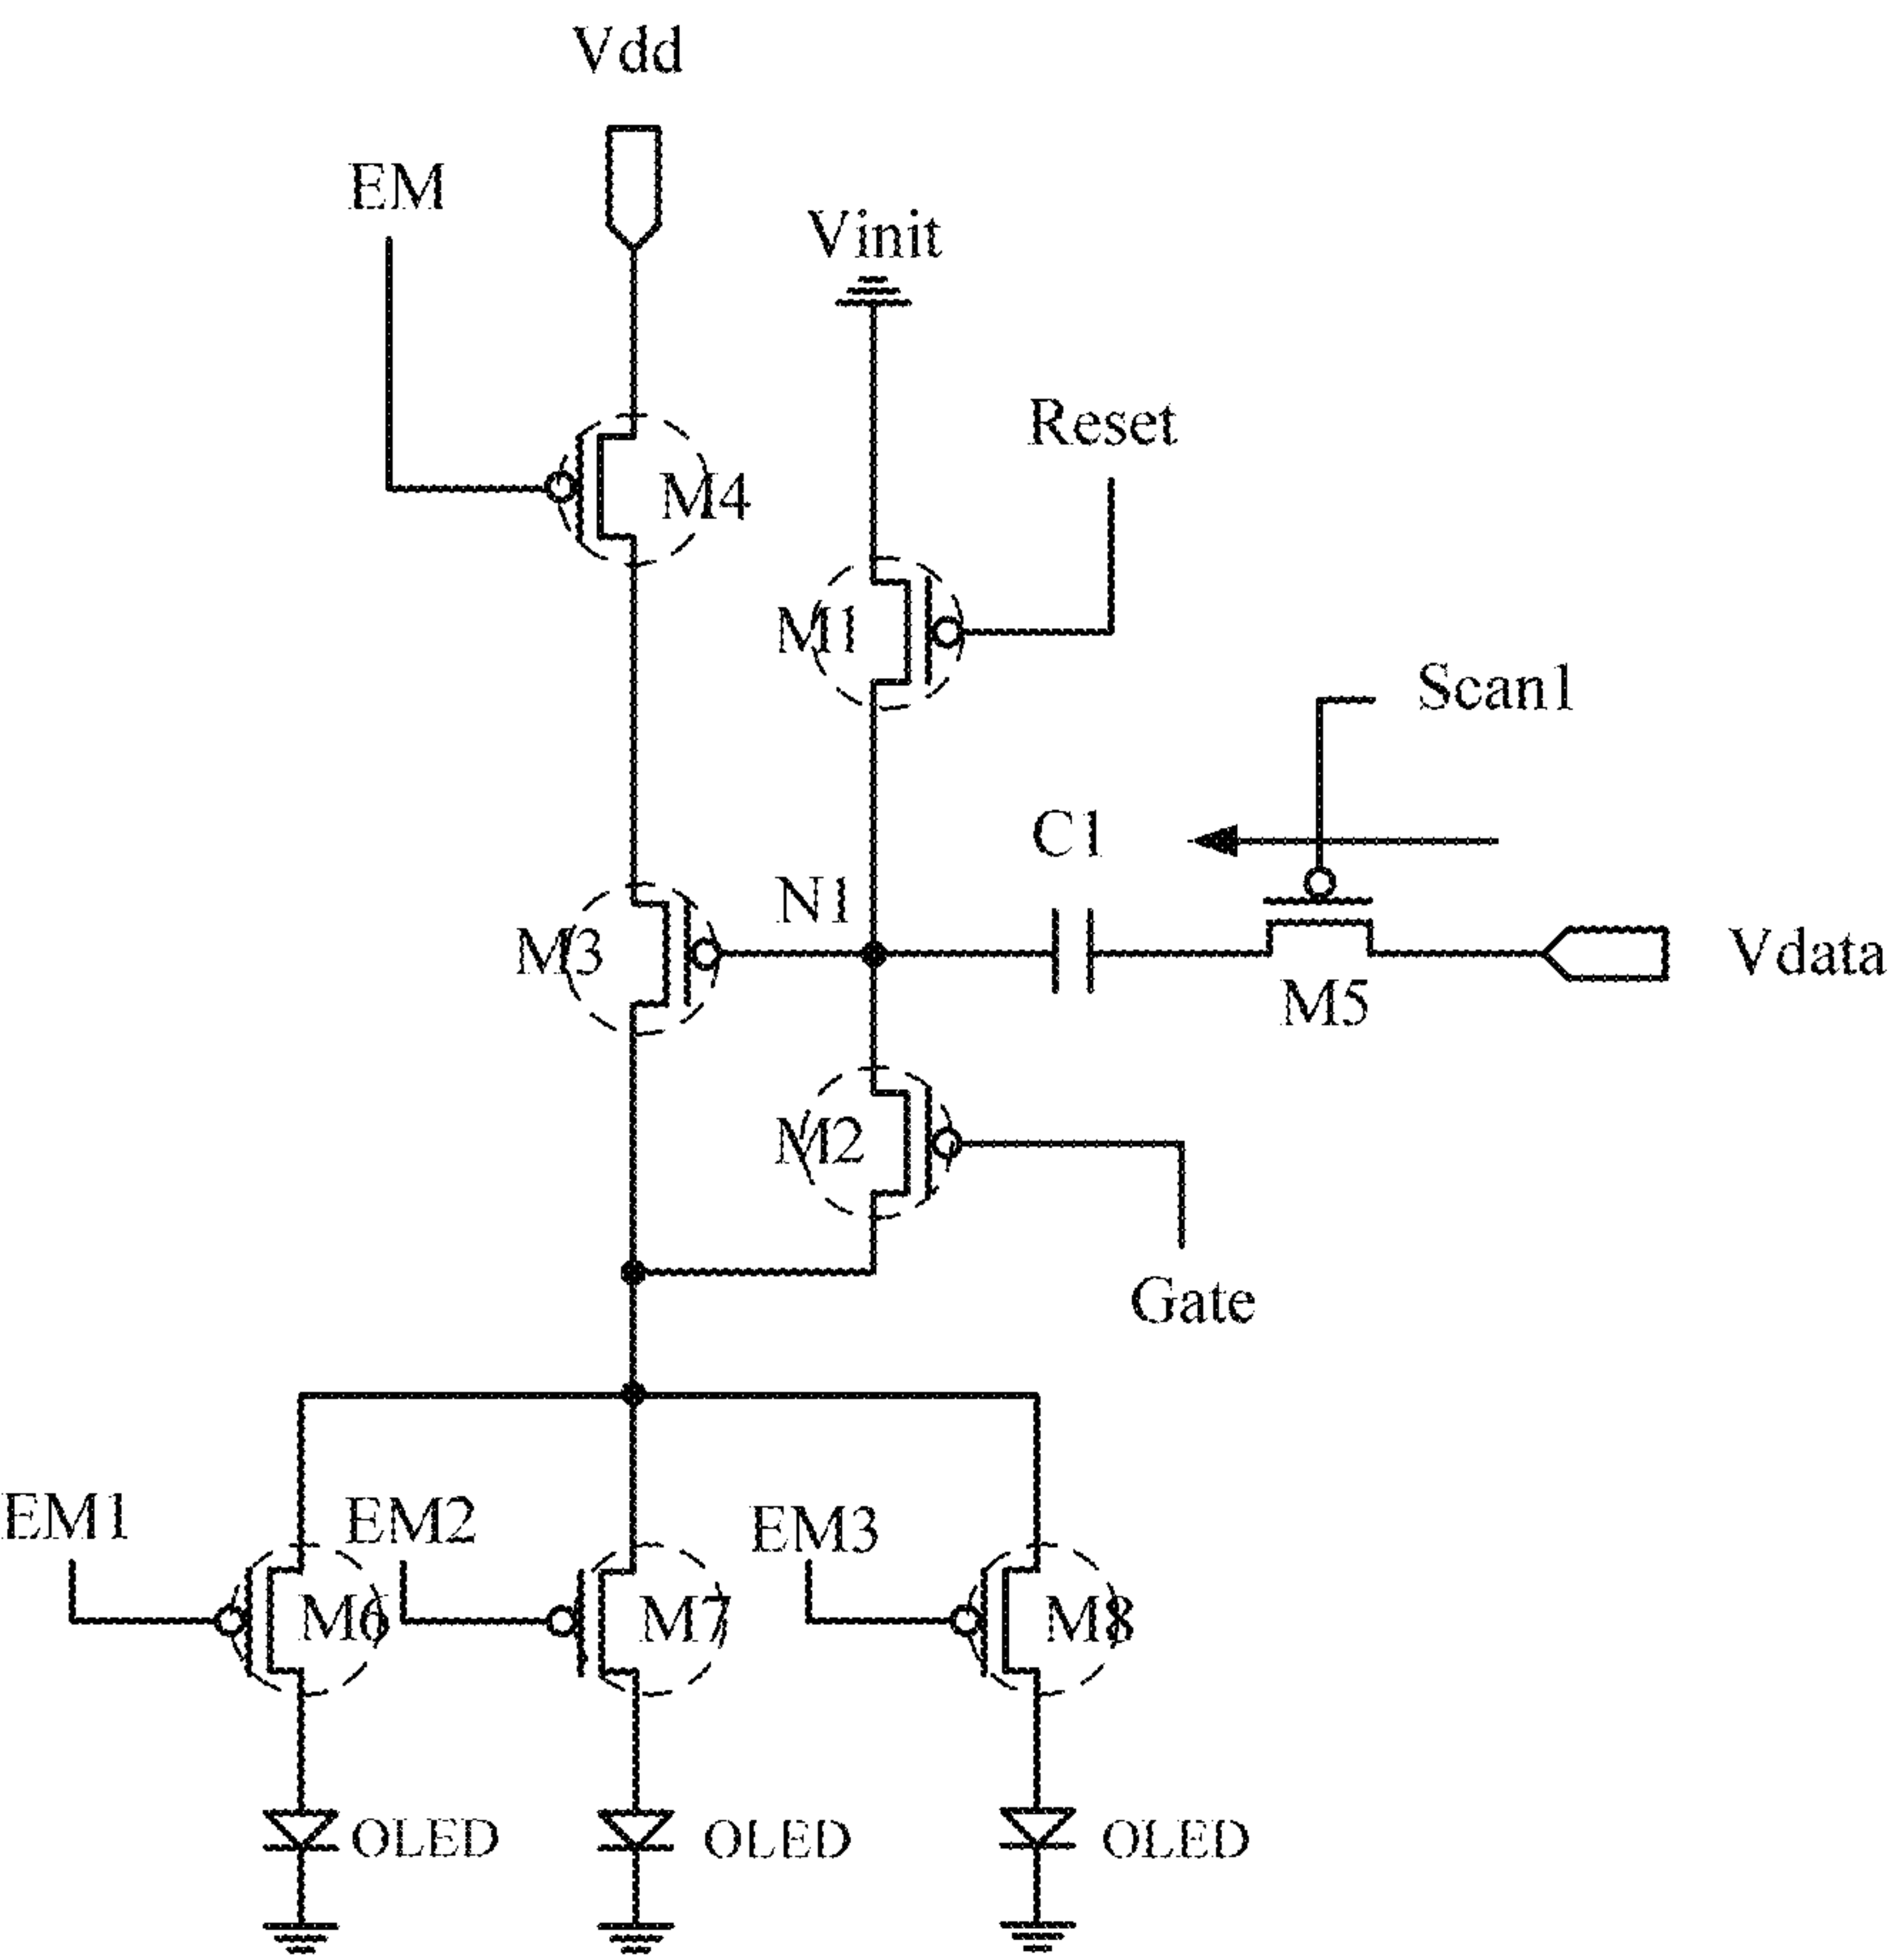 Vdd
EM
Vinit
Reset
M4
M1
Scan1
C1
N1
M3
Vdata
M5
M2
Gate
EM1
EM2
EM3
M6
M7
M8
OLED
OLED
OLED